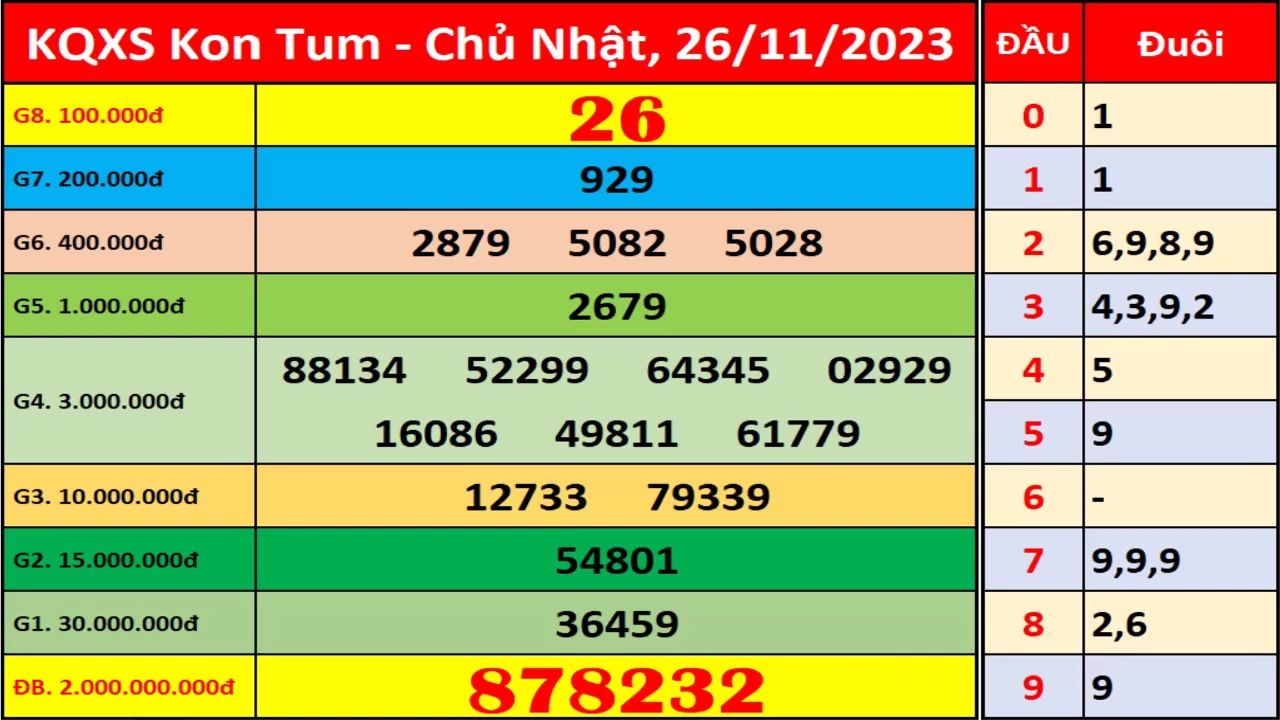 KQXS Kon Tum - Chủ Nhật, 26/11/2023 ĐẦU Đuôi
G8. 100.000đ 26 0 1
G7. 200.000đ 929 1 1
G6. 400.000đ 2879 5082 5028 2 6,9,8,9
G5. 1.000.000đ 2679 3 4,3,9,2
88134 52299 64345 02929 4 5
G4. 3.000.000đ
16086 49811 61779 5 9
G3. 10.000.000đ 12733 79339 6 -
G2. 15.000.000đ 54801 7 9,9,9
G1. 30.000.000đ 36459 8 2,6
ĐB. 2.000.000.000đ 878232 9 9